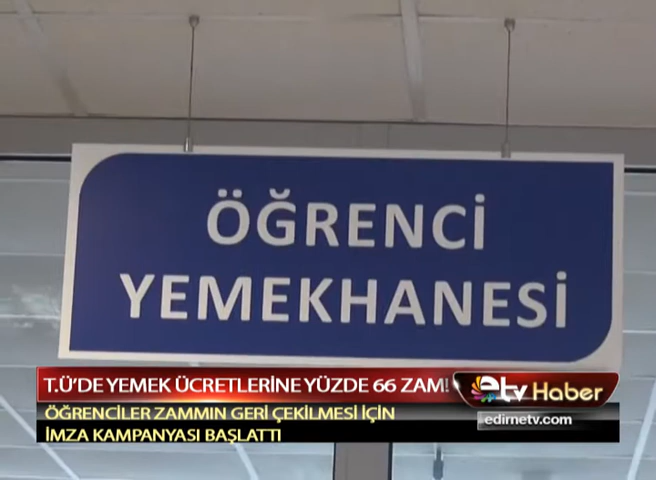 ÖĞRENCİ
YEMEKHANESİ
T.Ü'DE YEMEK ÜCRETLERİNE YÜZDE 66 ZAM!
etv Haber
ÖĞRENCİLER ZAMMIN GERİ ÇEKİLMESİ İÇİN
İMZA KAMPANYASI BAŞLATTI
edirnetv.com